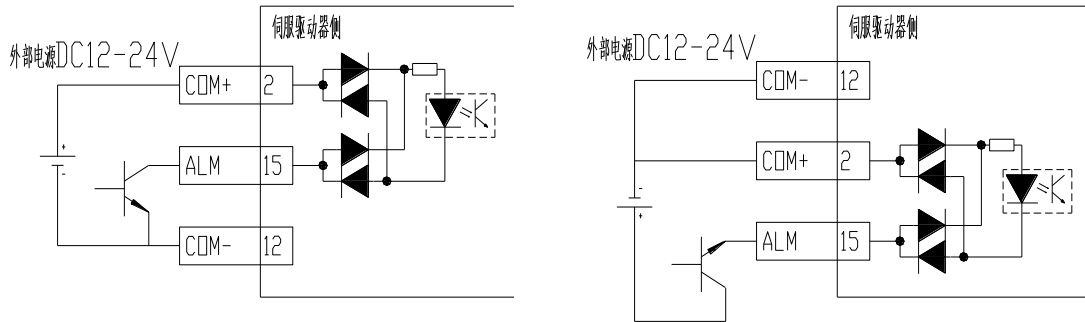 伺服驱动器侧
外部电源DC12-24V
COM+ 2
+
-
ALM 15
COM- 12
伺服驱动器侧
外部电源DC12-24V
COM- 12
COM+ 2
-
+
ALM 15